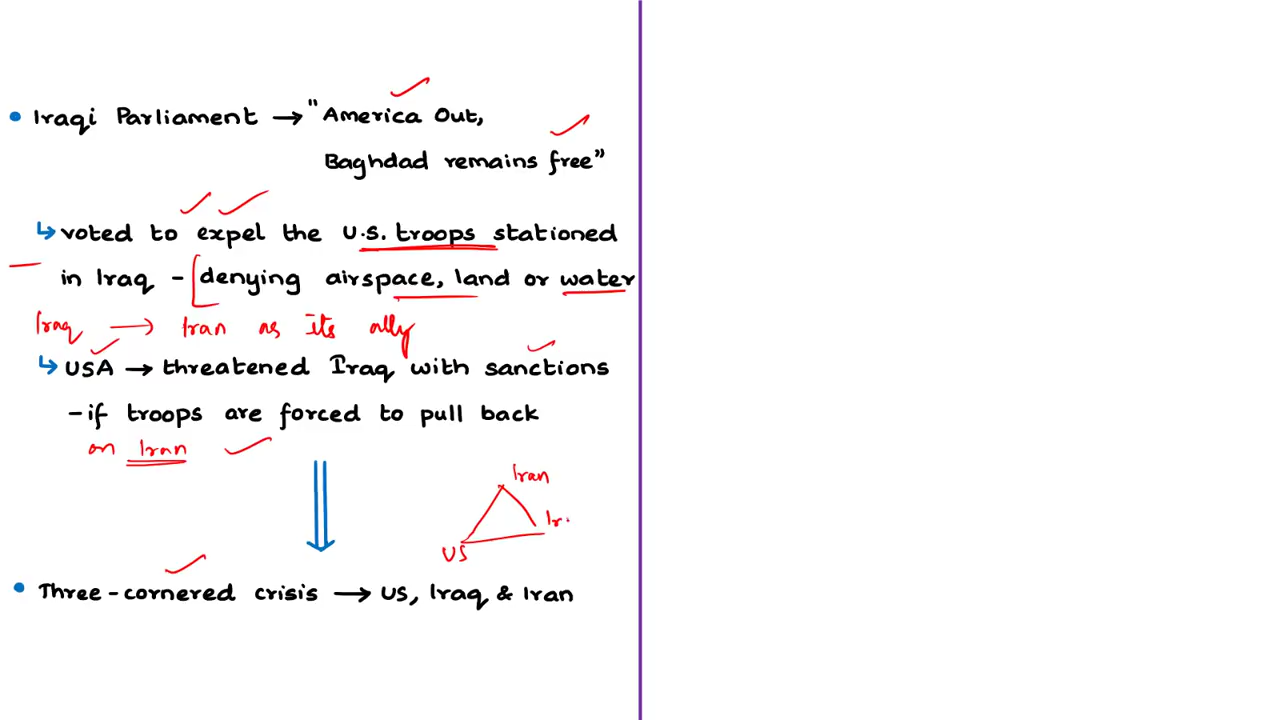 • Iraqi Parliament → "America Out,
Baghdad remains free"
↳ voted to expel the U.S. troops stationed
in Iraq - [denying airspace, land or water
Iraq → Iran as its ally
↳ USA → threatened Iraq with sanctions
- if troops are forced to pull back
on Iran
Iran
Ir.
US
• Three-cornered crisis → US, Iraq & Iran